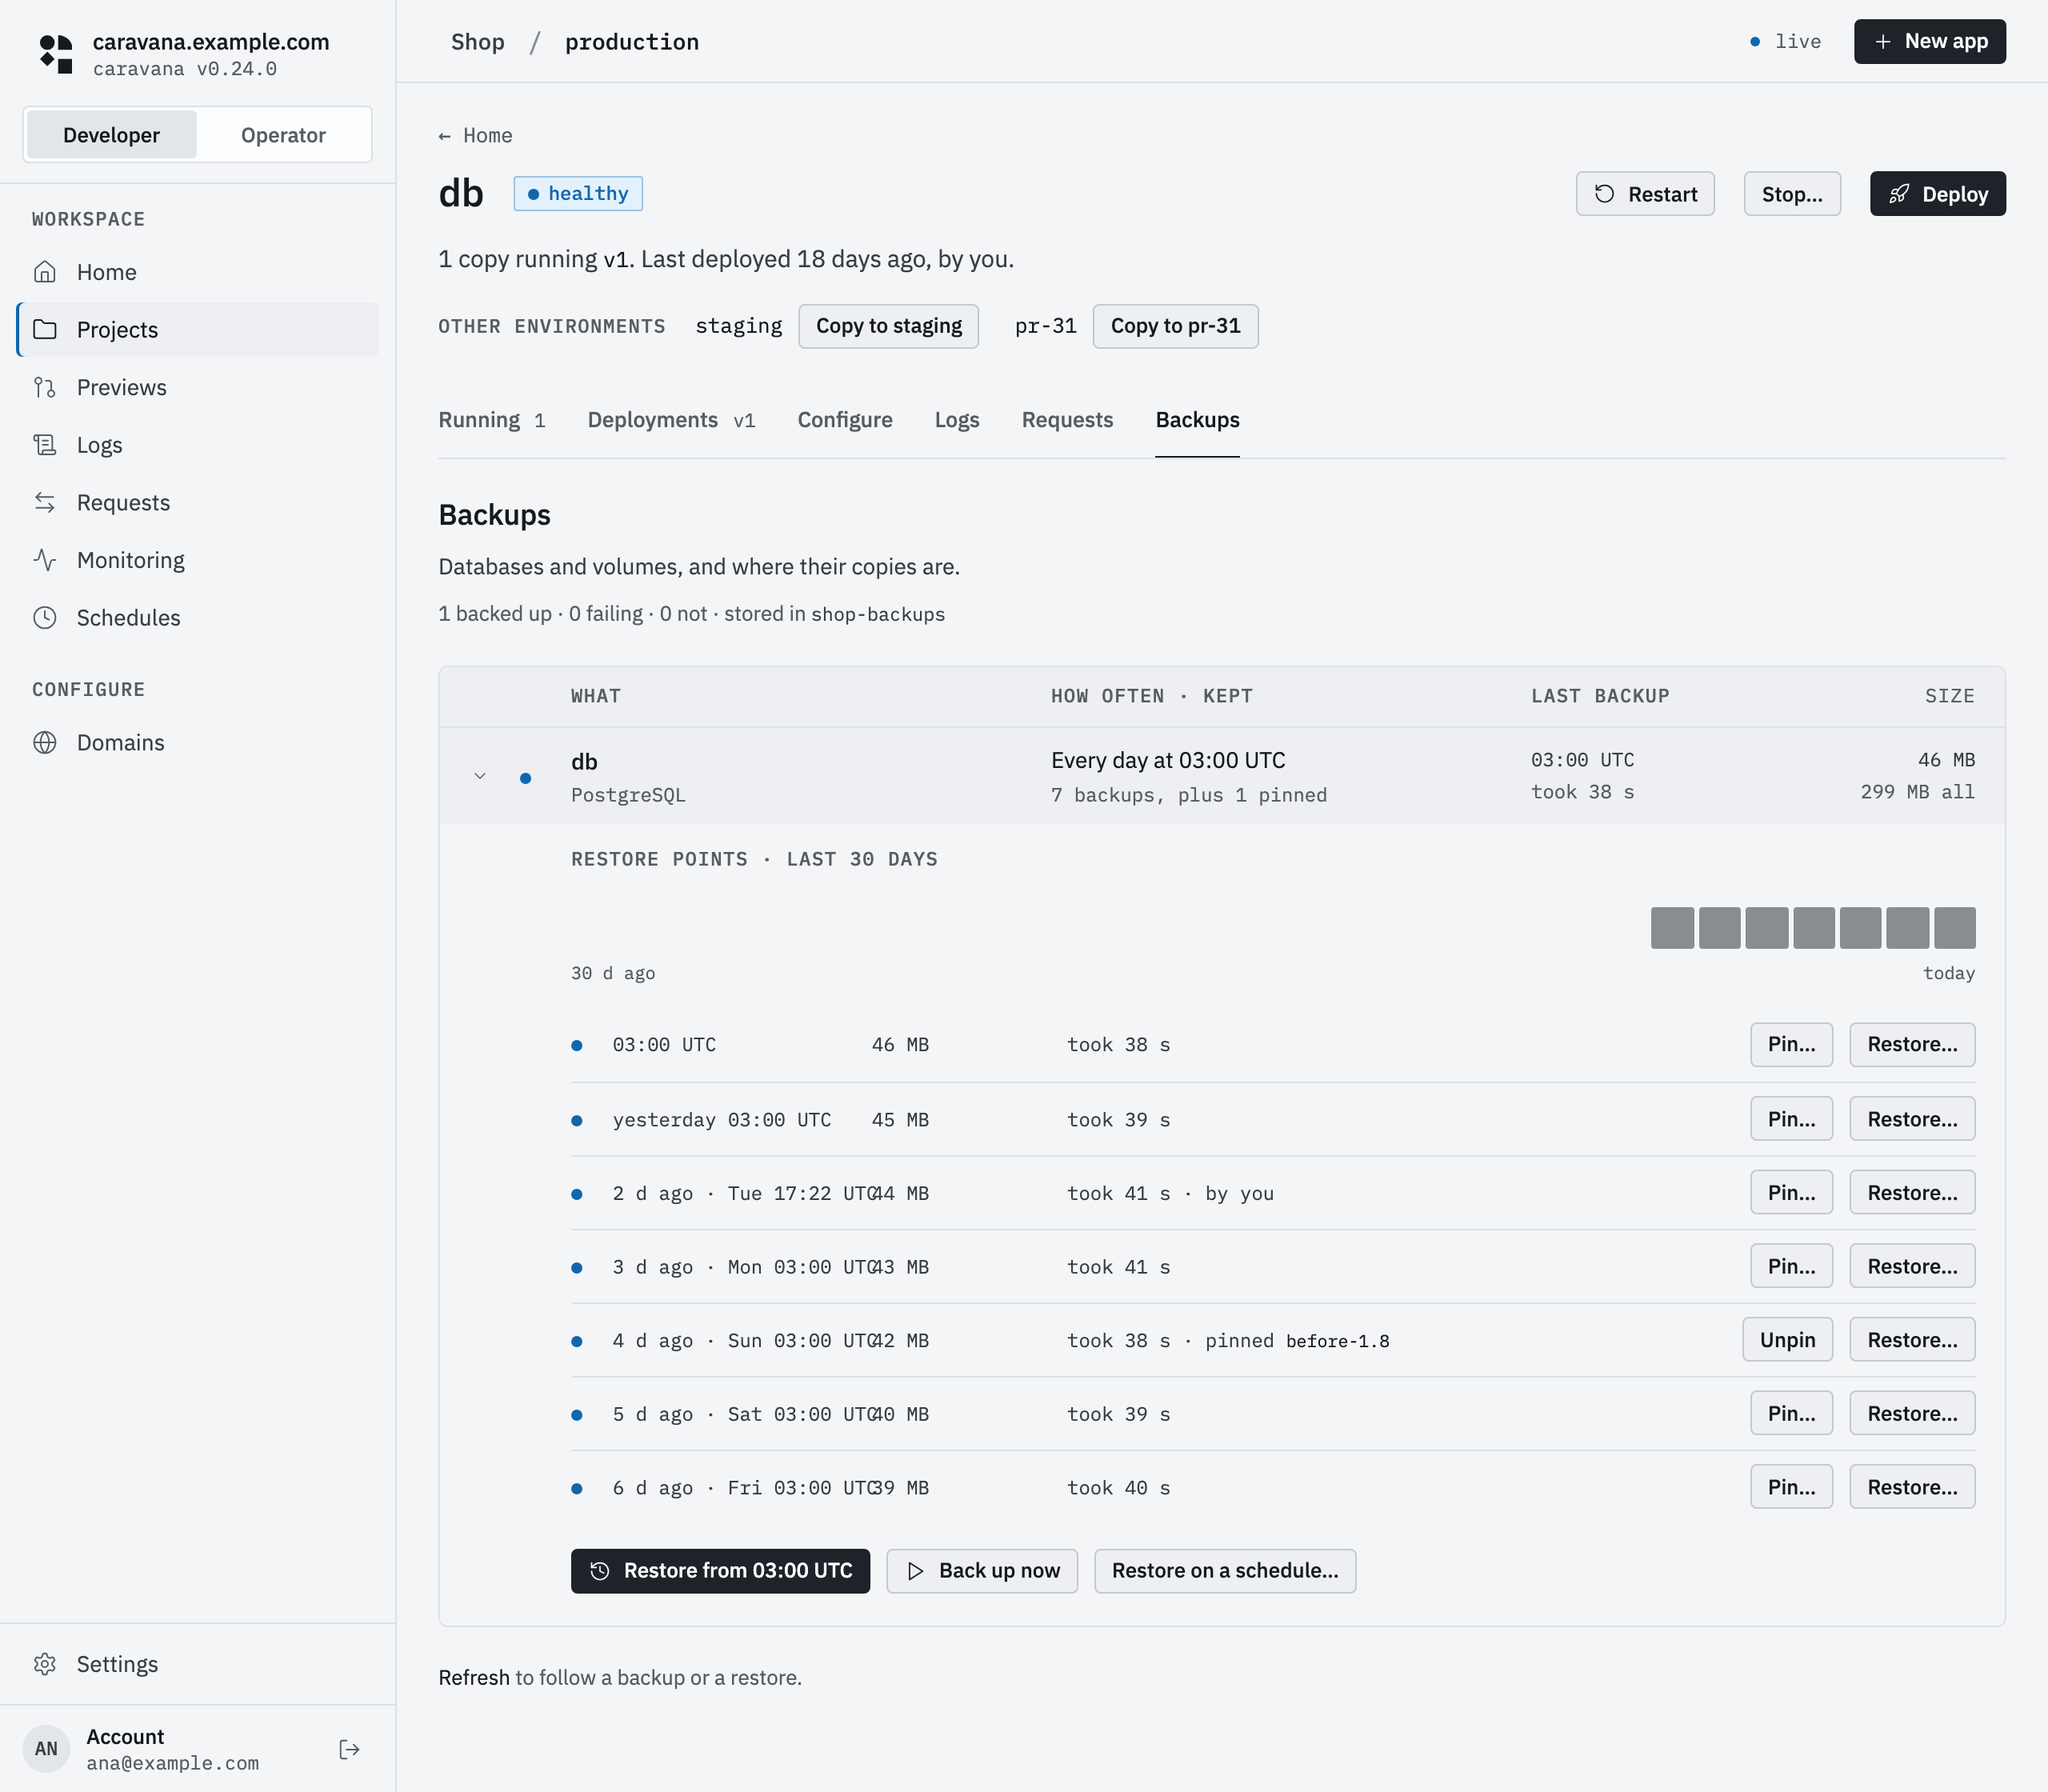 caravana.example.com
caravana v0.24.0
Developer
Operator
WORKSPACE
Home
Projects
Previews
Logs
Requests
Monitoring
Schedules
CONFIGURE
Domains
Settings
AN
Account
ana@example.com
Shop / production
live
+ New app
← Home
db
healthy
Restart
Stop...
Deploy
1 copy running v1. Last deployed 18 days ago, by you.
OTHER ENVIRONMENTS staging Copy to staging pr-31 Copy to pr-31
Running 1 Deployments v1 Configure Logs Requests Backups
Backups
Databases and volumes, and where their copies are.
1 backed up · 0 failing · 0 not · stored in shop-backups
WHAT HOW OFTEN · KEPT LAST BACKUP SIZE
db Every day at 03:00 UTC 03:00 UTC 46 MB
PostgreSQL 7 backups, plus 1 pinned took 38 s 299 MB all
RESTORE POINTS · LAST 30 DAYS
30 d ago today
03:00 UTC 46 MB took 38 s Pin... Restore...
yesterday 03:00 UTC 45 MB took 39 s Pin... Restore...
2 d ago · Tue 17:22 UTC 44 MB took 41 s · by you Pin... Restore...
3 d ago · Mon 03:00 UTC 43 MB took 41 s Pin... Restore...
4 d ago · Sun 03:00 UTC 42 MB took 38 s · pinned before-1.8 Unpin Restore...
5 d ago · Sat 03:00 UTC 40 MB took 39 s Pin... Restore...
6 d ago · Fri 03:00 UTC 39 MB took 40 s Pin... Restore...
Restore from 03:00 UTC Back up now Restore on a schedule...
Refresh to follow a backup or a restore.